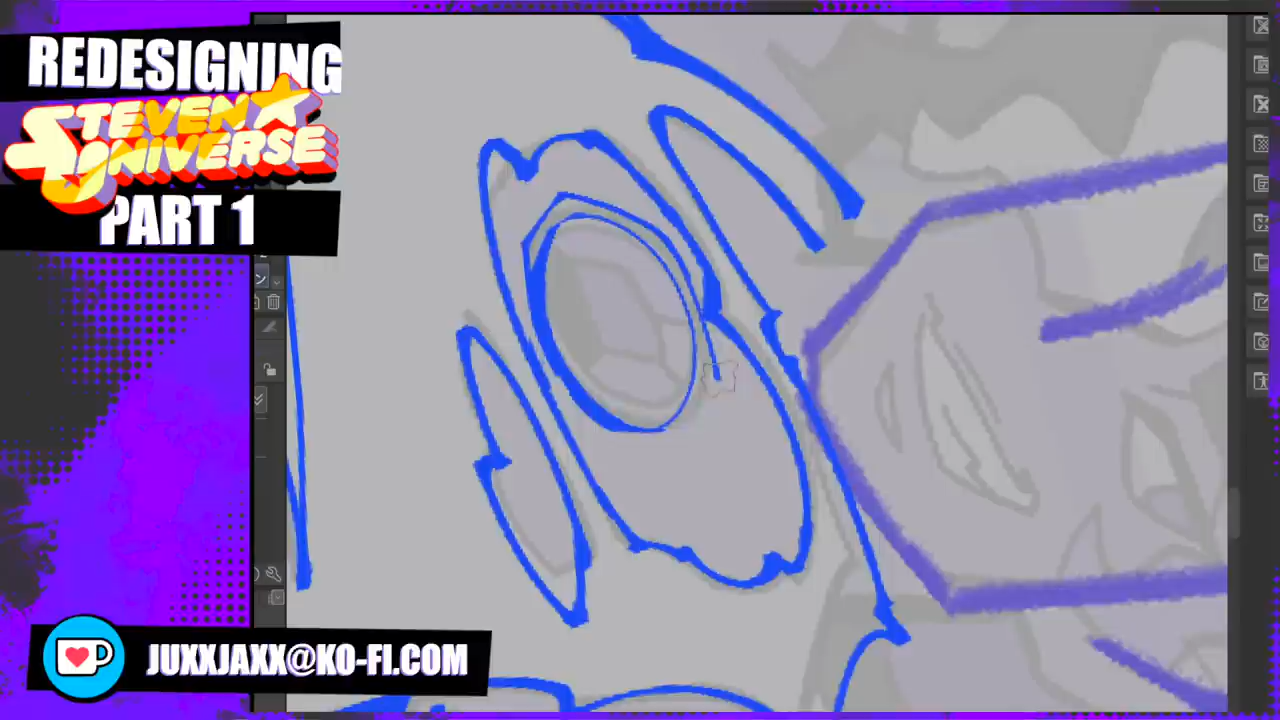 REDESIGNING
STEVEN
UNIVERSE
PART 1
JUXXJAXX@KO-FI.COM